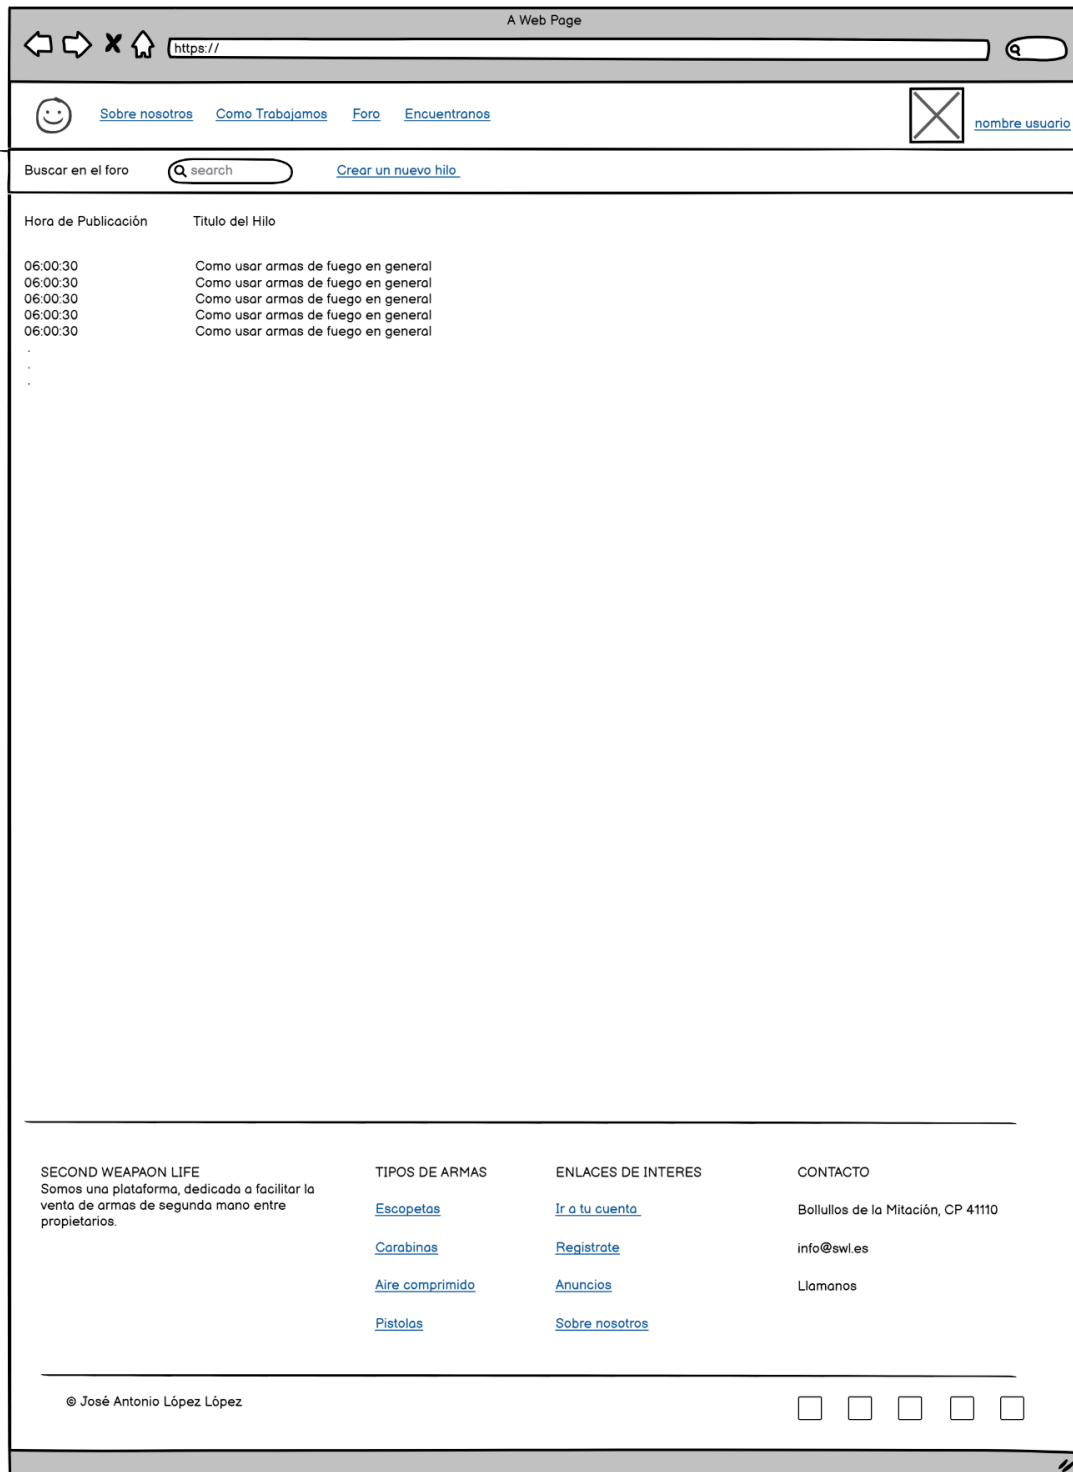 A Web Page
https://
Sobre nosotros Como Trabajamos Foro Encuentranos nombre usuario
Buscar en el foro search Crear un nuevo hilo
Hora de Publicación Titulo del Hilo
06:00:30 Como usar armas de fuego en general
06:00:30 Como usar armas de fuego en general
06:00:30 Como usar armas de fuego en general
06:00:30 Como usar armas de fuego en general
06:00:30 Como usar armas de fuego en general
.
.
.
SECOND WEAPAON LIFE
Somos una plataforma, dedicada a facilitar la
venta de armas de segunda mano entre
propietarios.
TIPOS DE ARMAS
Escopetas
Carabinas
Aire comprimido
Pistolas
ENLACES DE INTERES
Ir a tu cuenta
Registrate
Anuncios
Sobre nosotros
CONTACTO
Bollullos de la Mitación, CP 41110
info@swl.es
Llamanos
© José Antonio López López